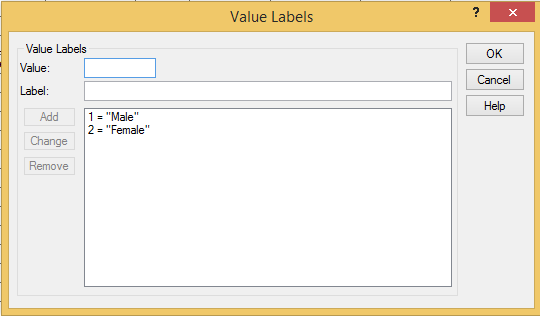 Value Labels
?
×
Value Labels
Value:
Label:
Add
Change
Remove
1 = "Male"
2 = "Female"
OK
Cancel
Help